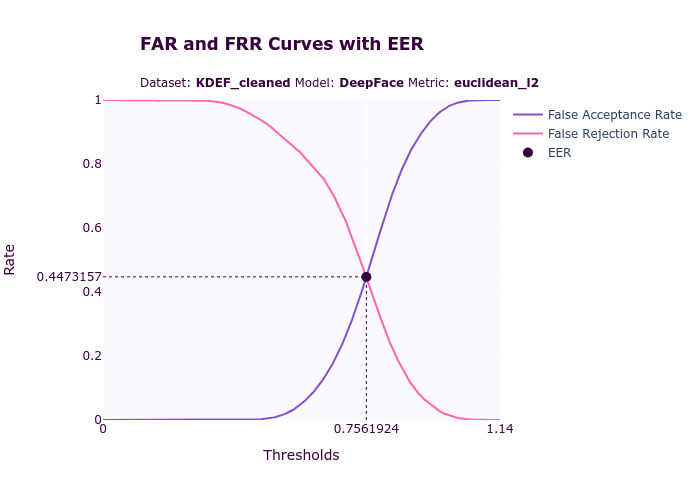 FAR and FRR Curves with EER
Dataset: KDEF_cleaned Model: DeepFace Metric: euclidean_l2
False Acceptance Rate
False Rejection Rate
EER
Rate
1
0.8
0.6
0.4473157
0.4
0.2
0
0
0.7561924
1.14
Thresholds